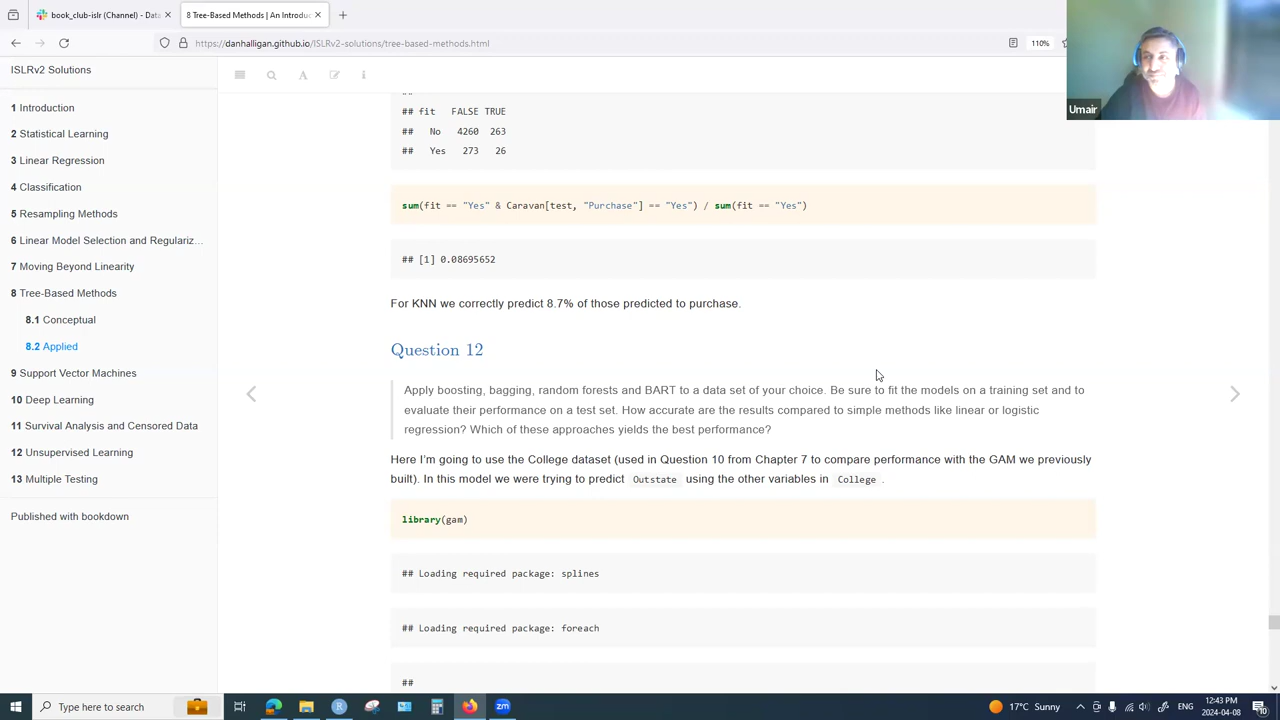 book_club-islr (Channel) - Dat
8 Tree-Based Methods | An Introduc
https://danhalligan.github.io/ISLRv2-solutions/tree-based-methods.html
110%
Umair
ISLRv2 Solutions
1 Introduction
2 Statistical Learning
3 Linear Regression
4 Classification
5 Resampling Methods
6 Linear Model Selection and Regulariz...
7 Moving Beyond Linearity
8 Tree-Based Methods
8.1 Conceptual
8.2 Applied
9 Support Vector Machines
10 Deep Learning
11 Survival Analysis and Censored Data
12 Unsupervised Learning
13 Multiple Testing
Published with bookdown
## fit FALSE TRUE
## No 4260 263
## Yes 273 26
sum(fit == "Yes" & Caravan[test, "Purchase"] == "Yes") / sum(fit == "Yes")
## [1] 0.08695652
For KNN we correctly predict 8.7% of those predicted to purchase.
Question 12
Apply boosting, bagging, random forests and BART to a data set of your choice. Be sure to fit the models on a training set and to
evaluate their performance on a test set. How accurate are the results compared to simple methods like linear or logistic
regression? Which of these approaches yields the best performance?
Here I'm going to use the College dataset (used in Question 10 from Chapter 7 to compare performance with the GAM we previously
built). In this model we were trying to predict Outstate using the other variables in College .
library(gam)
## Loading required package: splines
## Loading required package: foreach
##
Type here to search
17°C Sunny
ENG
12:43 PM
2024-04-08
10